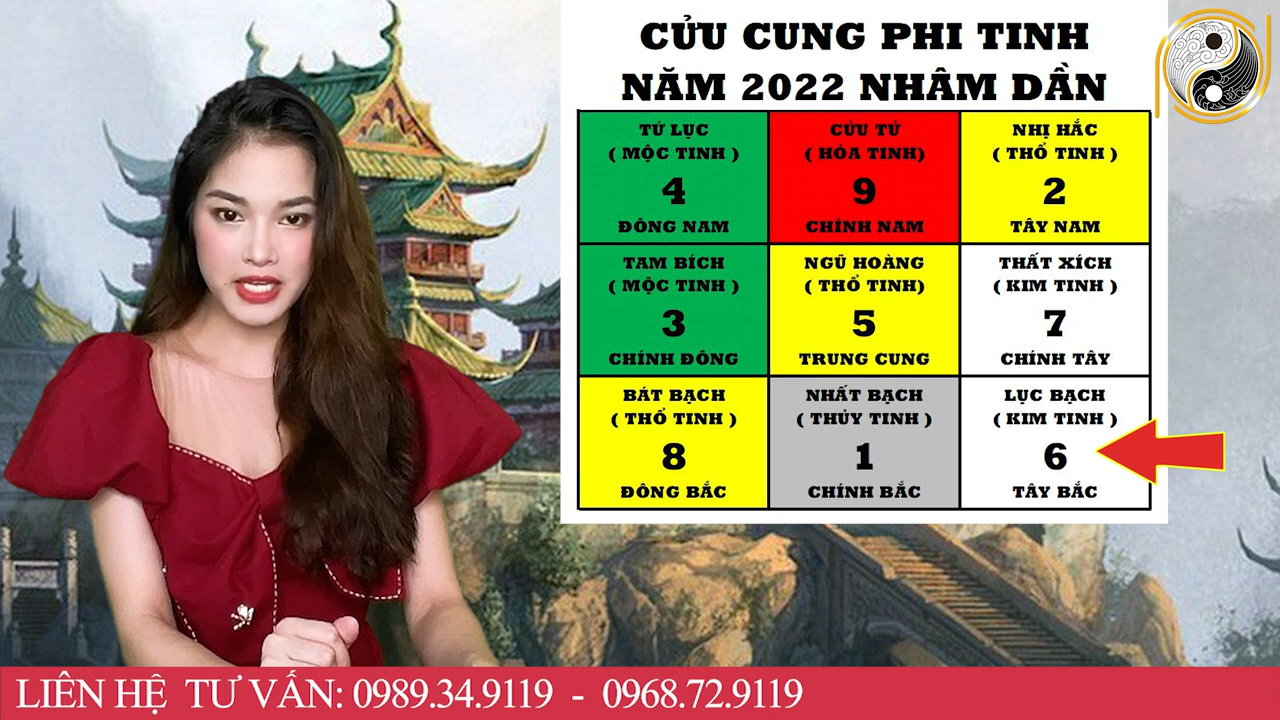 CỬU CUNG PHI TINH
NĂM 2022 NHÂM DẦN
TỨ LỤC
( MỘC TINH )
4
ĐÔNG NAM
CỬU TỬ
( HỎA TINH)
9
CHÍNH NAM
NHỊ HẮC
( THỔ TINH )
2
TÂY NAM
TAM BÍCH
( MỘC TINH )
3
CHÍNH ĐÔNG
NGŨ HOÀNG
( THỔ TINH)
5
TRUNG CUNG
THẤT XÍCH
( KIM TINH )
7
CHÍNH TÂY
BÁT BẠCH
( THỔ TINH )
8
ĐÔNG BẮC
NHẤT BẠCH
( THỦY TINH )
1
CHÍNH BẮC
LỤC BẠCH
( KIM TINH )
6
TÂY BẮC
LIÊN HỆ TƯ VẤN: 0989.34.9119 - 0968.72.9119